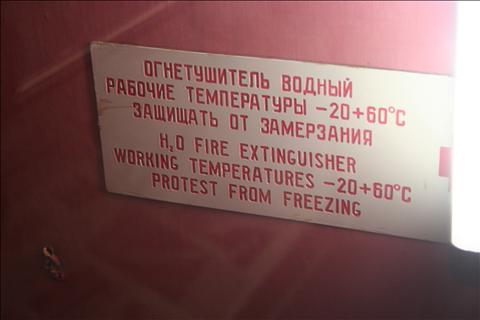 ОГНЕТУШИТЕЛЬ ВОДНЫЙ
РАБОЧИЕ ТЕМПЕРАТУРЫ -20+60°С
ЗАЩИЩАТЬ ОТ ЗАМЕРЗАНИЯ
H₂O FIRE EXTINGUISHER
WORKING TEMPERATURES -20+60°C
PROTEST FROM FREEZING